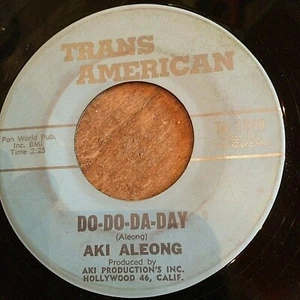 TRANS
AMERICAN
Pan World Pub.
Inc. BMI
Time 2:25
DO-DO-DA-DAY
(Aleong)
AKI ALEONG
Produced by
AKI PRODUCTION'S INC.
HOLLYWOOD 46, CALIF.